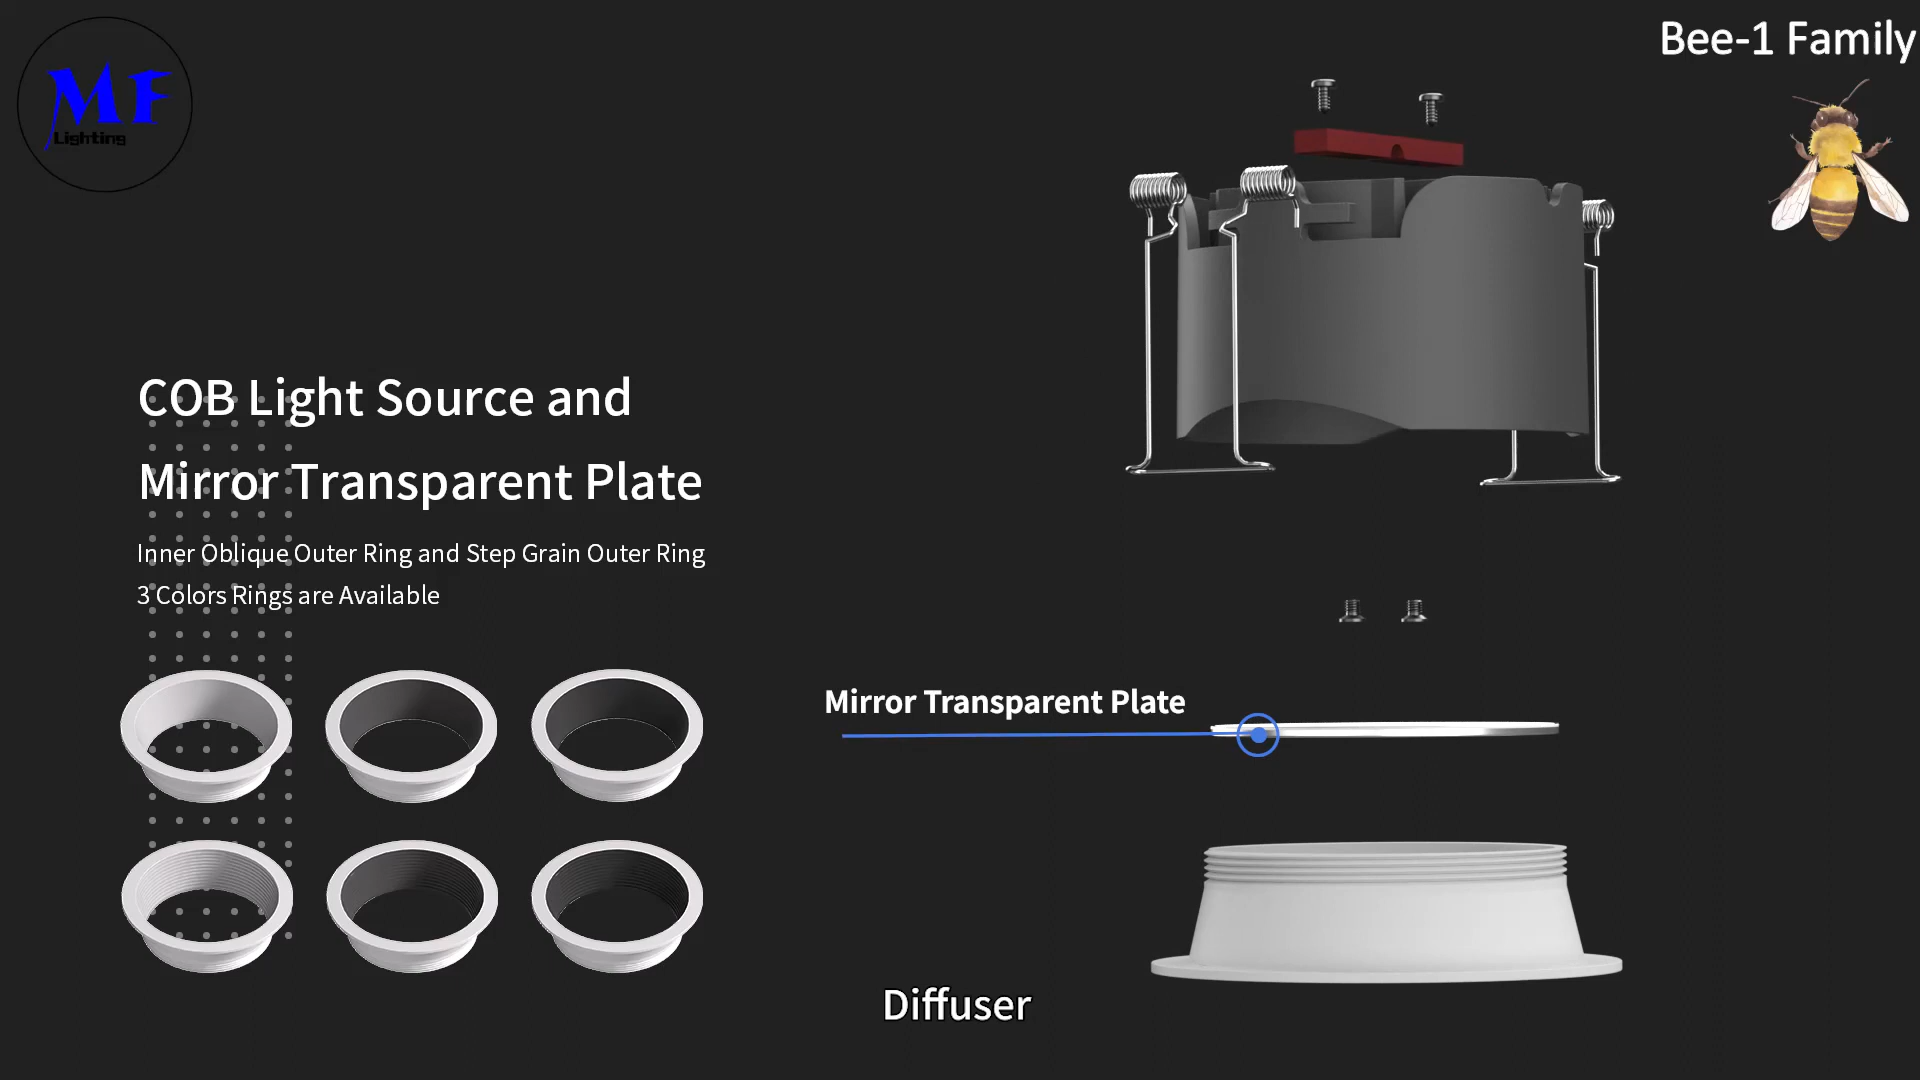 MF
Lighting
Bee-1 Family
COB Light Source and
Mirror Transparent Plate
Inner Oblique Outer Ring and Step Grain Outer Ring
3 Colors Rings are Available
Mirror Transparent Plate
Diffuser